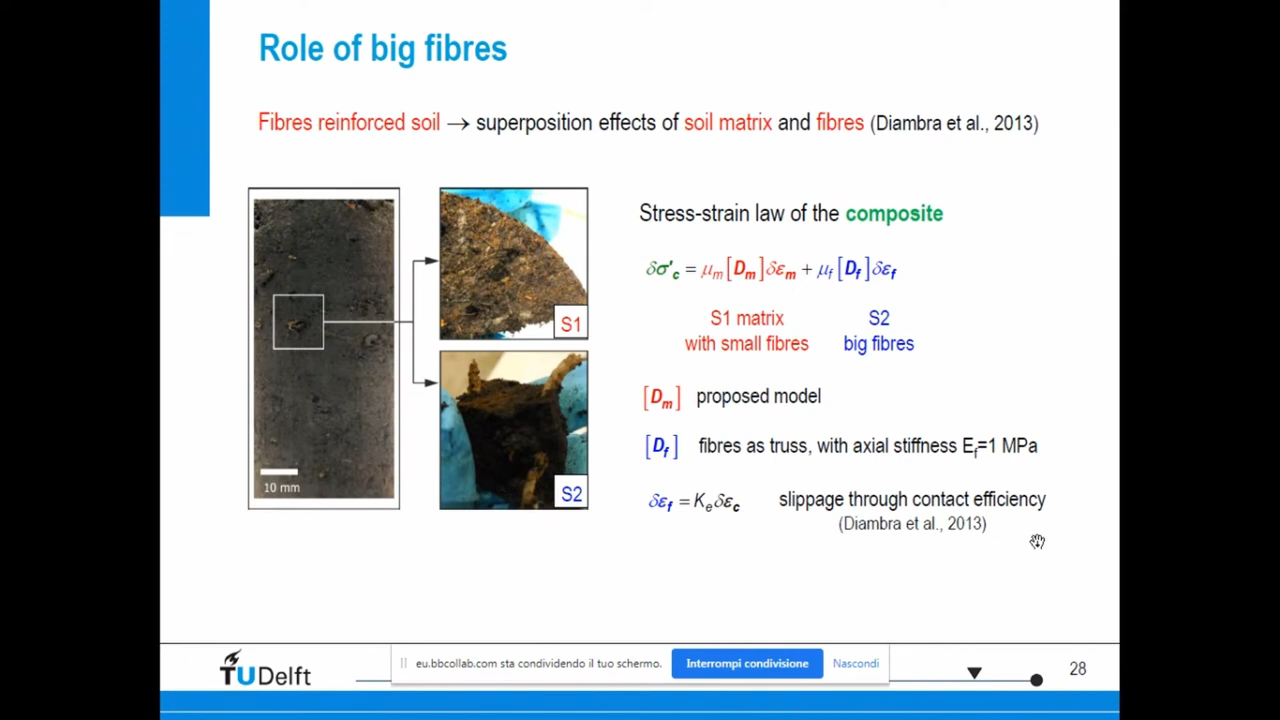 Role of big fibres
Fibres reinforced soil → superposition effects of soil matrix and fibres (Diambra et al., 2013)
Stress-strain law of the composite
δσ'c = μm [Dm] δεm + μf [Df] δεf
S1 matrix
with small fibres
S2
big fibres
[Dm] proposed model
[Df] fibres as truss, with axial stiffness Ef=1 MPa
δεf = Keδεc slippage through contact efficiency
(Diambra et al., 2013)
S1
S2
10 mm
TUDelft
eu.bbcollab.com sta condividendo il tuo schermo.
Interrompi condivisione
Nascondi
28